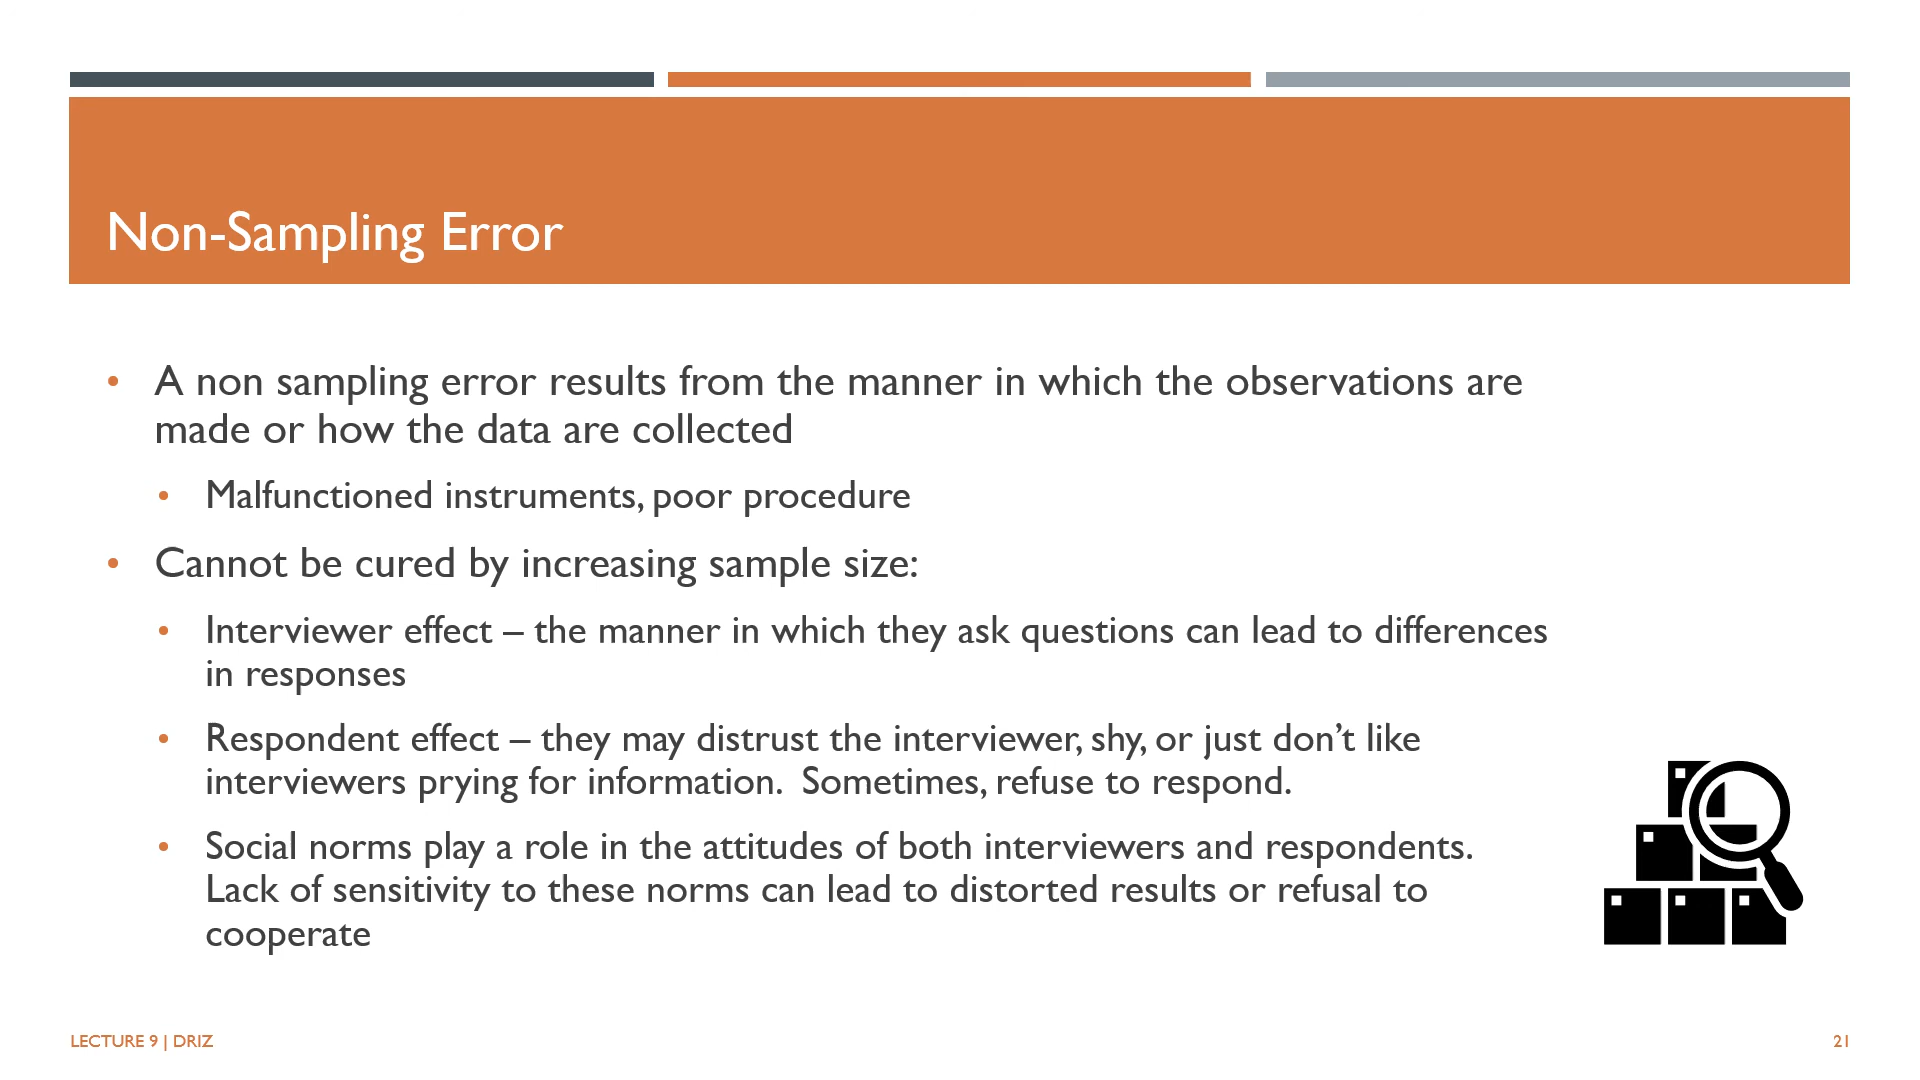 Non-Sampling Error
• A non sampling error results from the manner in which the observations are
made or how the data are collected
• Malfunctioned instruments, poor procedure
• Cannot be cured by increasing sample size:
• Interviewer effect – the manner in which they ask questions can lead to differences
in responses
• Respondent effect – they may distrust the interviewer, shy, or just don’t like
interviewers prying for information.  Sometimes, refuse to respond.
• Social norms play a role in the attitudes of both interviewers and respondents.
Lack of sensitivity to these norms can lead to distorted results or refusal to
cooperate
LECTURE 9 | DRIZ
21